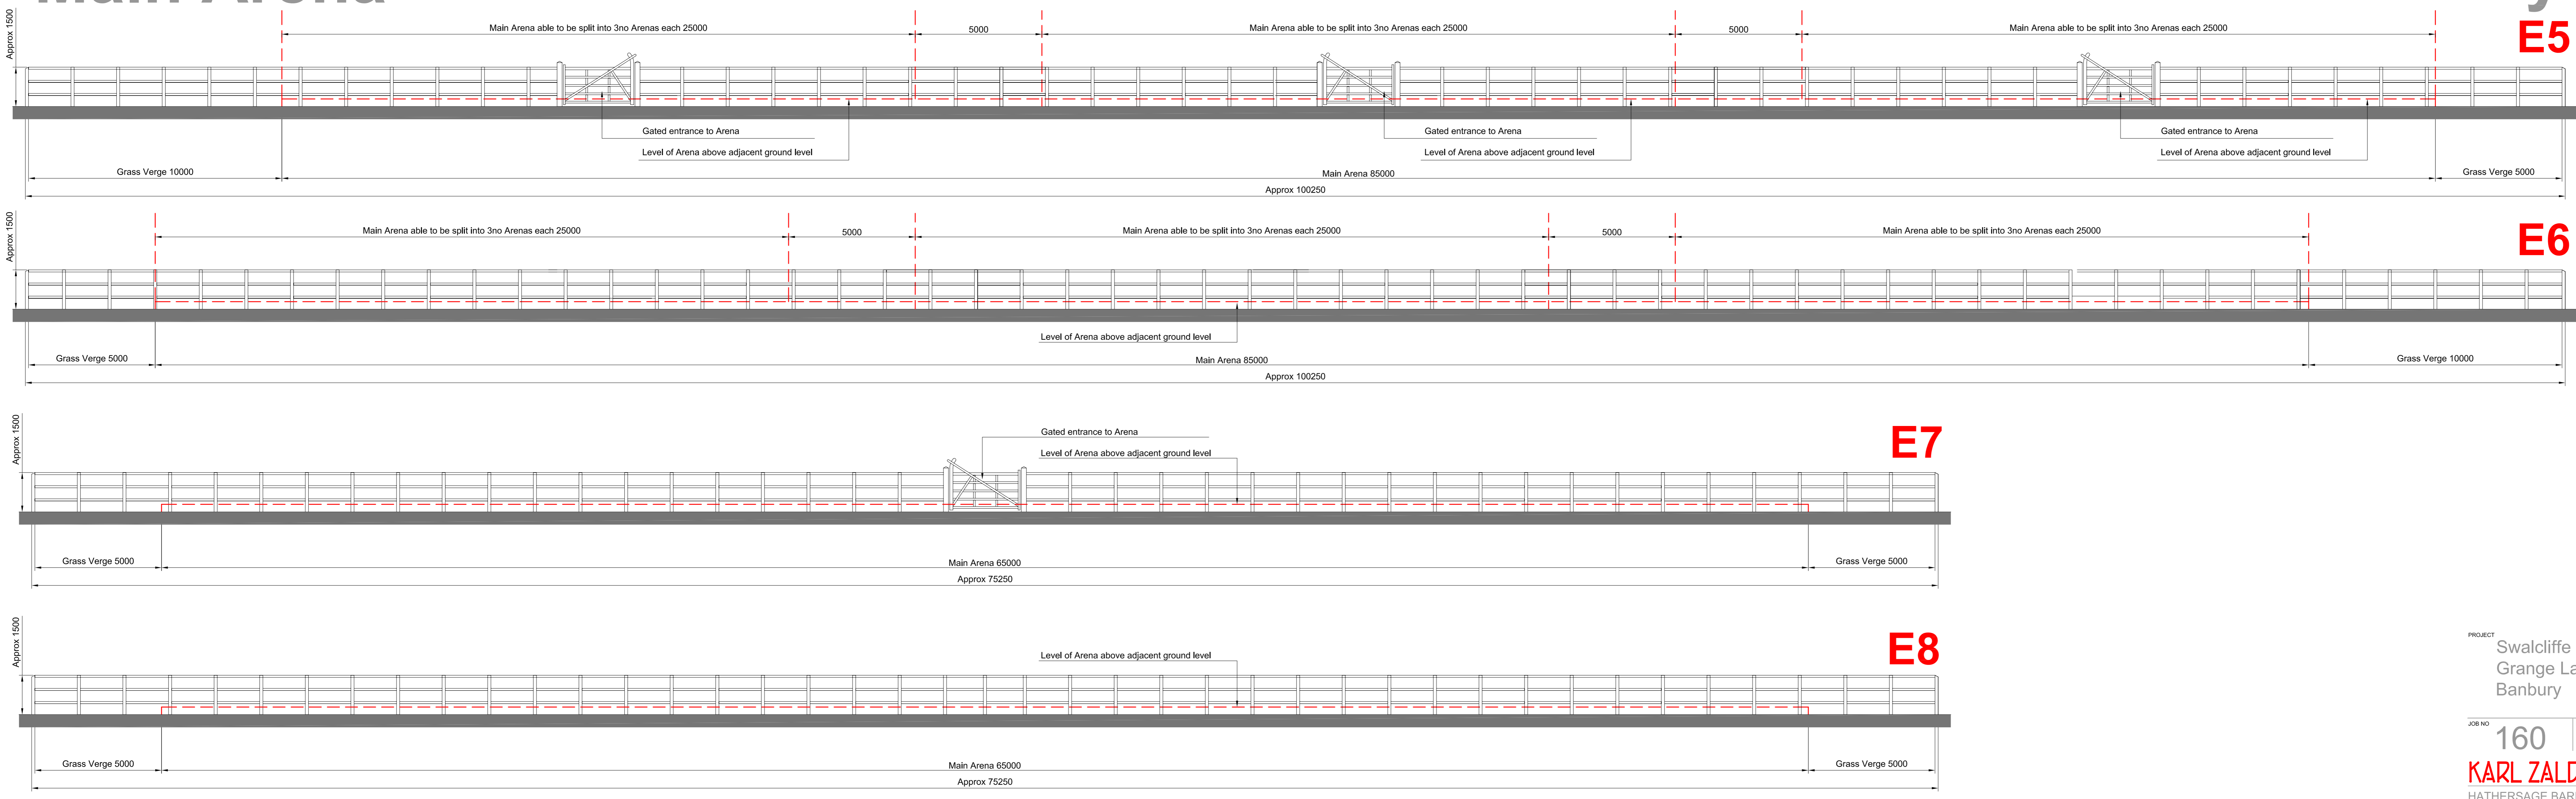 Main Arena
Approx 1500
Main Arena able to be split into 3no Arenas each 25000
5000
Main Arena able to be split into 3no Arenas each 25000
5000
Main Arena able to be split into 3no Arenas each 25000
E5
Gated entrance to Arena
Level of Arena above adjacent ground level
Gated entrance to Arena
Level of Arena above adjacent ground level
Gated entrance to Arena
Level of Arena above adjacent ground level
Grass Verge 10000
Main Arena 85000
Grass Verge 5000
Approx 100250
Approx 1500
Main Arena able to be split into 3no Arenas each 25000
5000
Main Arena able to be split into 3no Arenas each 25000
5000
Main Arena able to be split into 3no Arenas each 25000
E6
Level of Arena above adjacent ground level
Grass Verge 5000
Main Arena 85000
Grass Verge 10000
Approx 100250
Approx 1500
Gated entrance to Arena
Level of Arena above adjacent ground level
E7
Grass Verge 5000
Main Arena 65000
Grass Verge 5000
Approx 75250
Approx 1500
Level of Arena above adjacent ground level
E8
Grass Verge 5000
Main Arena 65000
Grass Verge 5000
Approx 75250
PROJECT
Swalcliffe
Grange La
Banbury
JOB NO
160
KARL ZALD
HATHERSAGE BAR